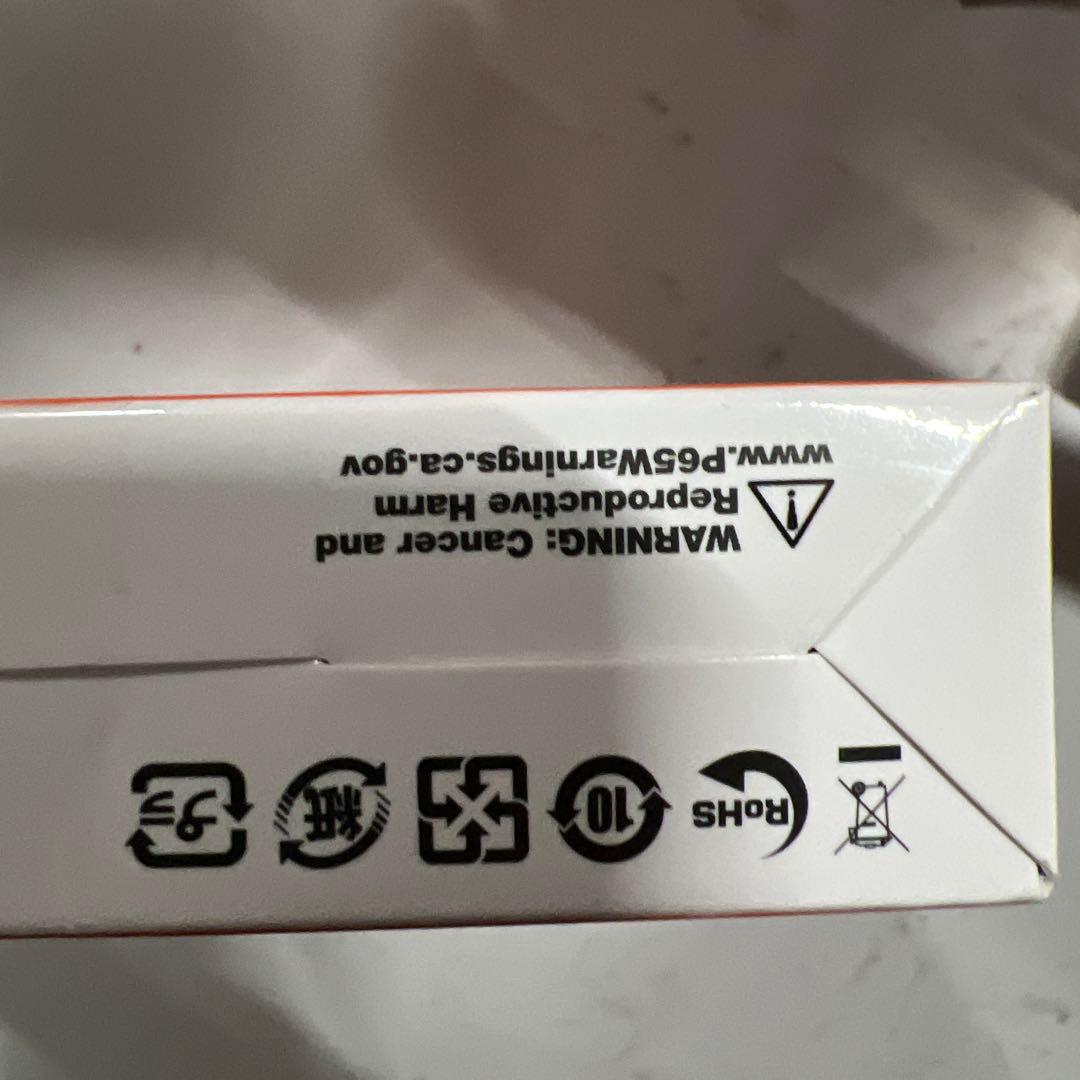 RoHS
10
紙
プラ
WARNING: Cancer and
Reproductive Harm
www.P65Warnings.ca.gov